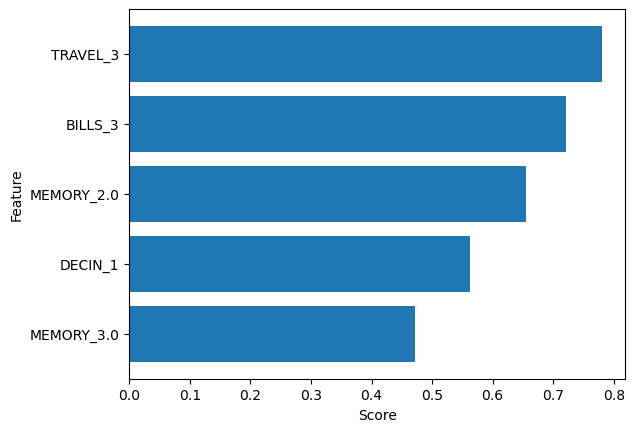 TRAVEL_3
BILLS_3
MEMORY_2.0
DECIN_1
MEMORY_3.0
Feature
0.0 0.1 0.2 0.3 0.4 0.5 0.6 0.7 0.8
Score